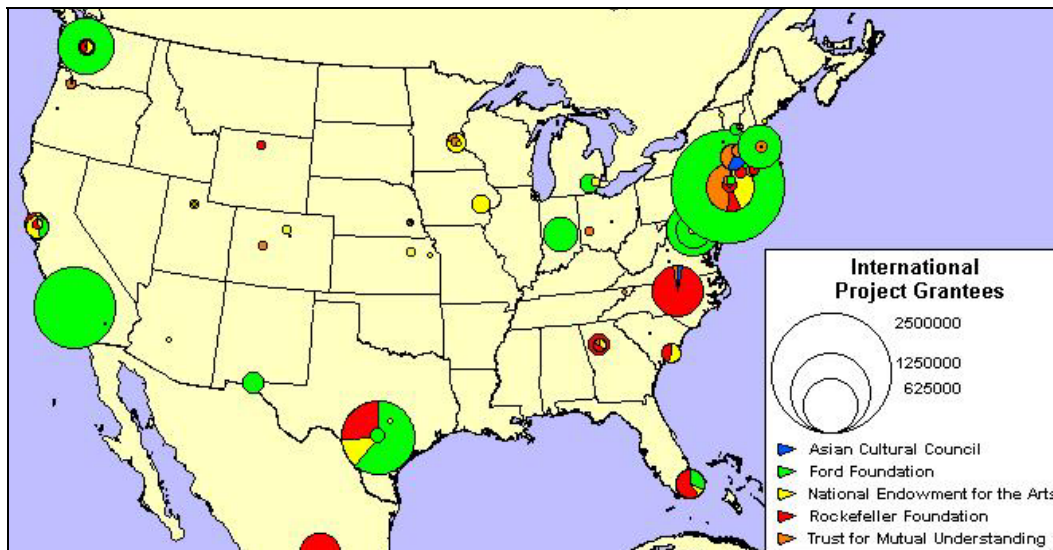 International
Project Grantees
2500000
1250000
625000
Asian Cultural Council
Ford Foundation
National Endowment for the Arts
Rockefeller Foundation
Trust for Mutual Understanding